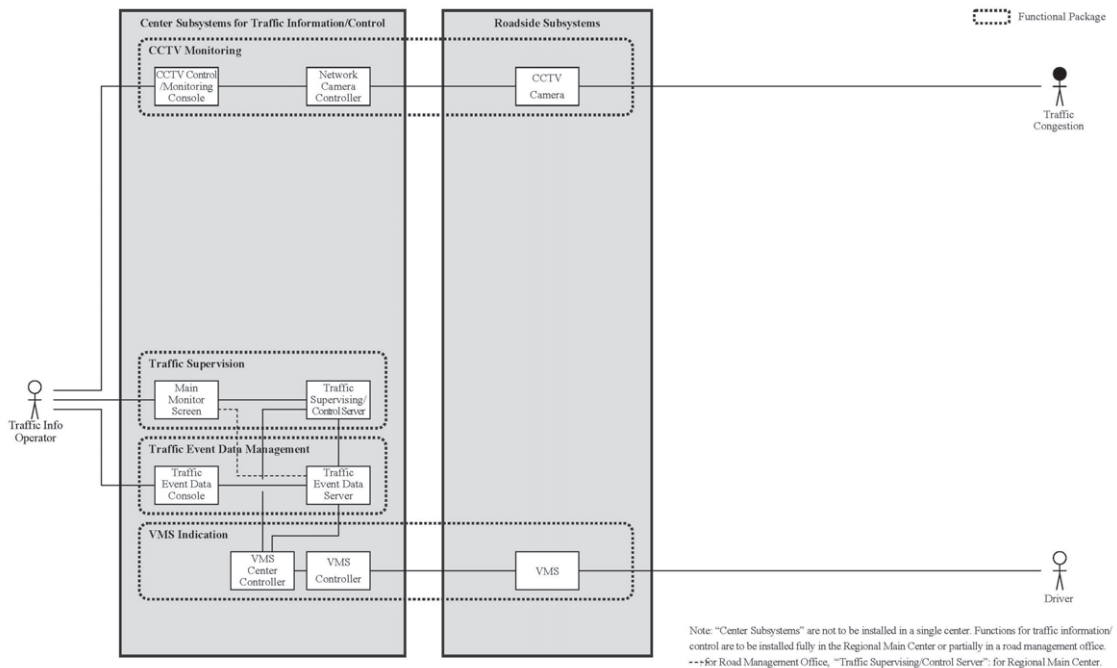 Center Subsystems for Traffic Information/Control
Roadside Subsystems
Functional Package
CCTV Monitoring
CCTV Control
/Monitoring
Console
Network
Camera
Controller
CCTV
Camera
Traffic
Congestion
Traffic Supervision
Main
Monitor
Screen
Traffic
Supervising/
Control Server
Traffic Info
Operator
Traffic Event Data Management
Traffic
Event Data
Console
Traffic
Event Data
Server
VMS Indication
VMS
Center
Controller
VMS
Controller
VMS
Driver
Note: “Center Subsystems” are not to be installed in a single center. Functions for traffic information/
control are to be installed fully in the Regional Main Center or partially in a road management office.
---:for Road Management Office, “Traffic Supervising/Control Server”: for Regional Main Center.